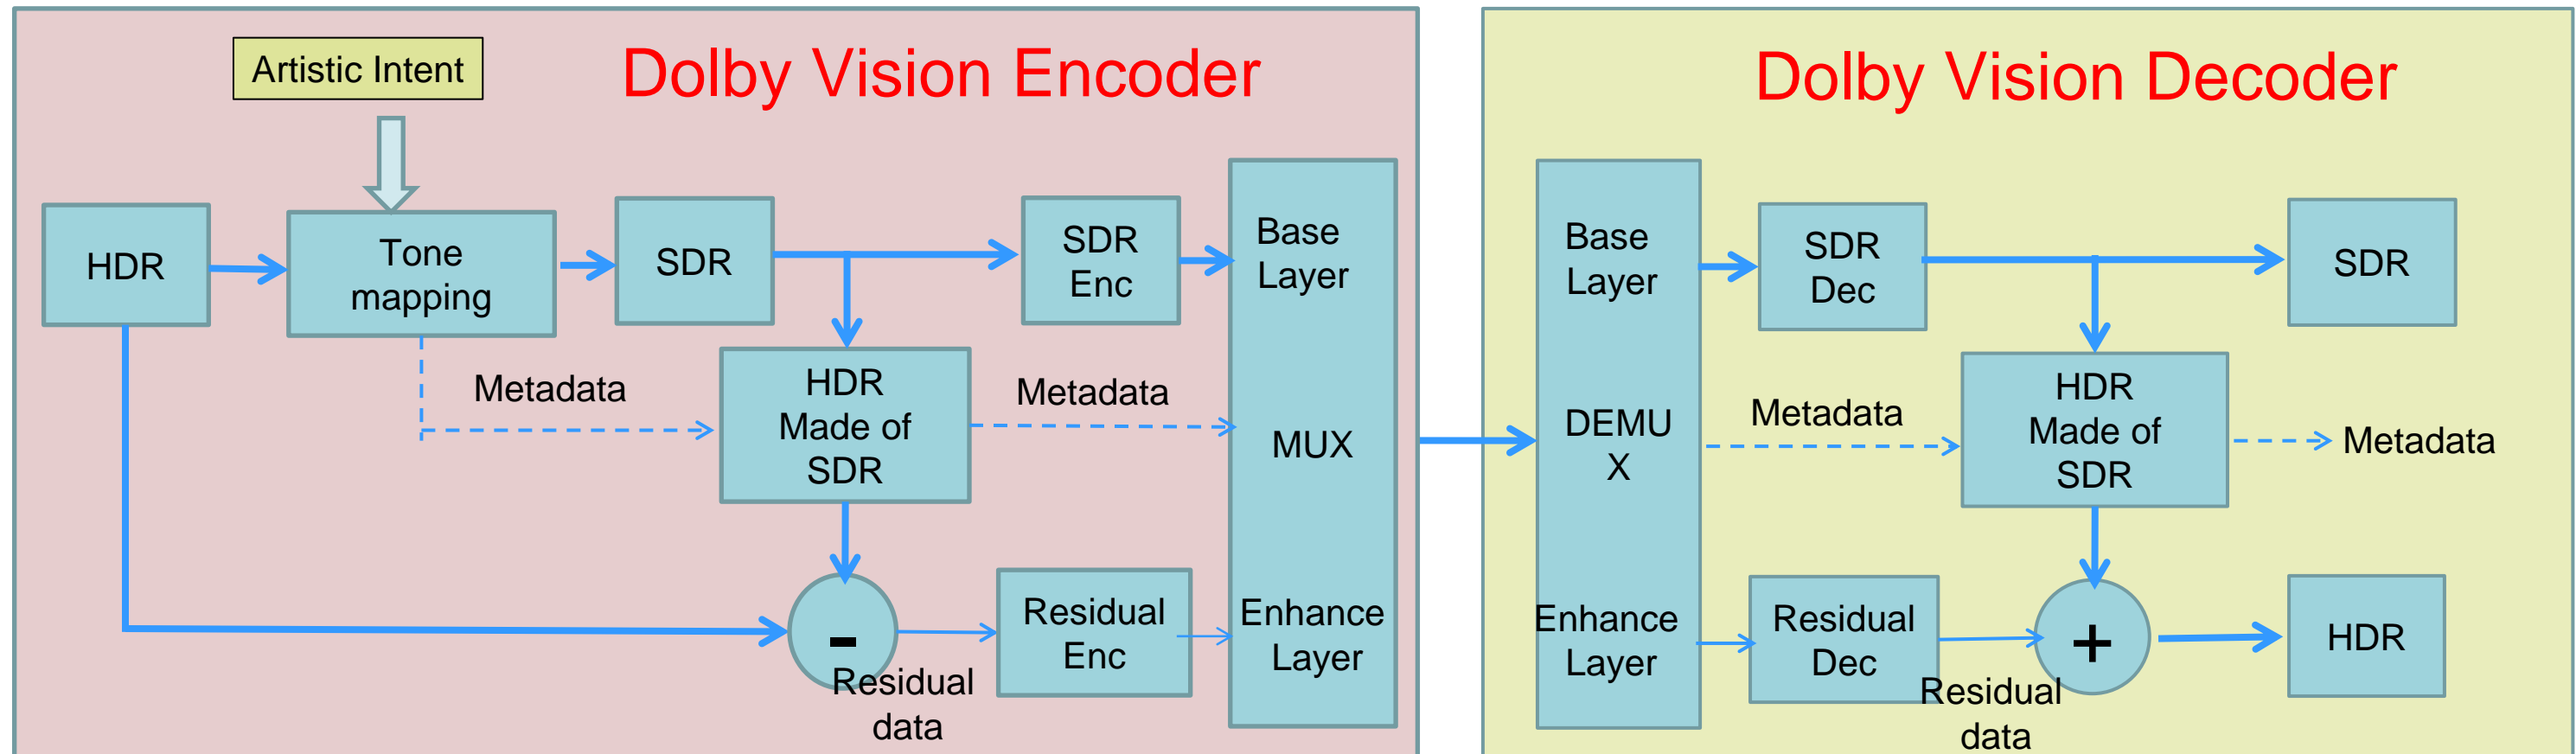 Artistic Intent
Dolby Vision Encoder
HDR
Tone
mapping
SDR
SDR
Enc
Base
Layer
Metadata
HDR
Made of
SDR
Metadata
MUX
-
Residual
data
Residual
Enc
Enhance
Layer
Dolby Vision Decoder
Base
Layer
SDR
Dec
SDR
DEMU
X
Metadata
HDR
Made of
SDR
Metadata
Enhance
Layer
Residual
Dec
Residual
data
+
HDR